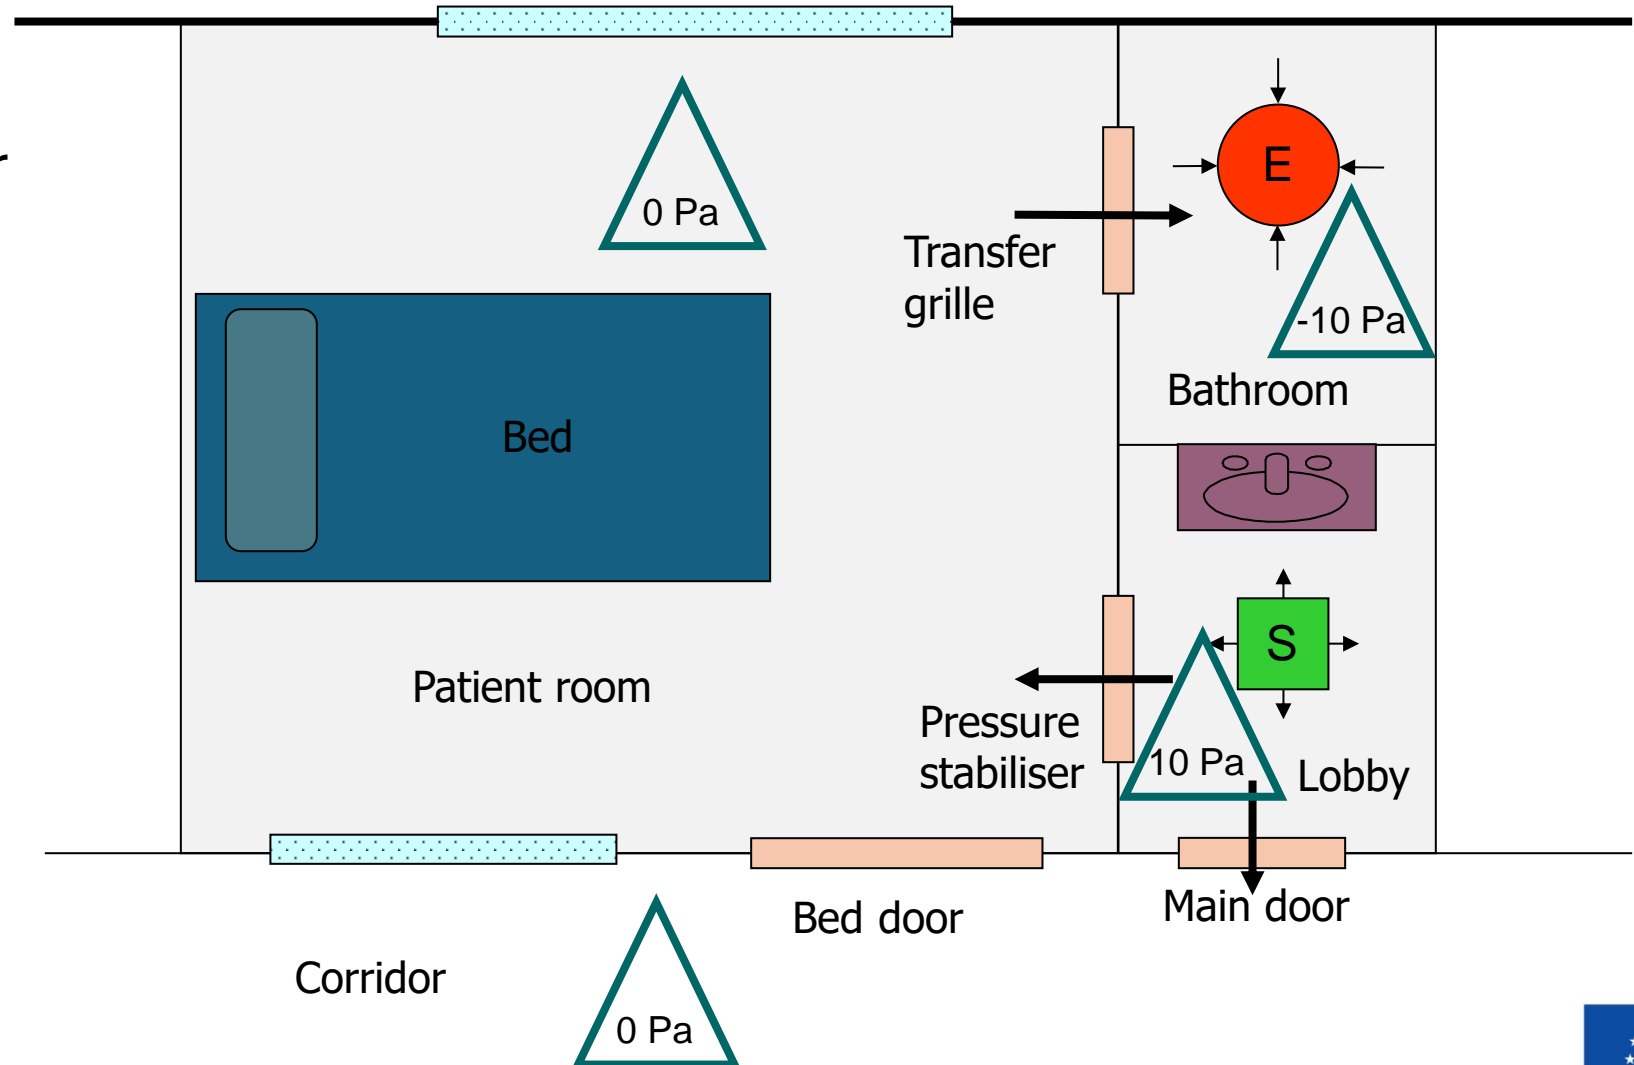 0 Pa
E
Transfer
grille
-10 Pa
Bathroom
Bed
S
Patient room
Pressure
stabiliser
10 Pa
Lobby
Bed door
Main door
Corridor
0 Pa